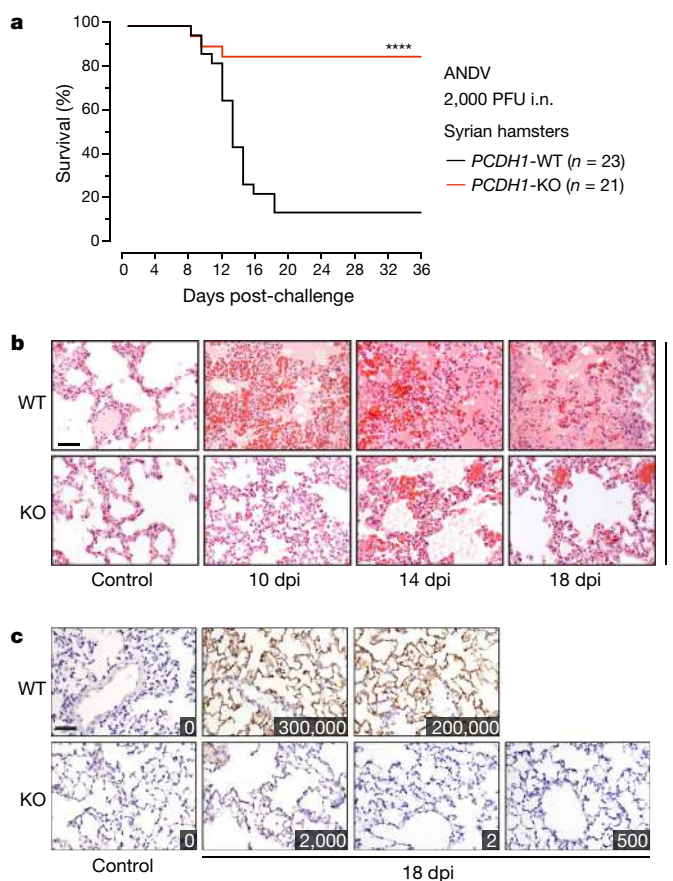 a
100
80
60
40
20
0
Survival (%)
0 4 8 12 16 20 24 28 32 36
Days post-challenge
****
ANDV
2,000 PFU i.n.
Syrian hamsters
PCDH1-WT (n = 23)
PCDH1-KO (n = 21)
b
WT
KO
Control 10 dpi 14 dpi 18 dpi
c
WT
0 300,000 200,000
KO
0 2,000 2 500
Control
18 dpi